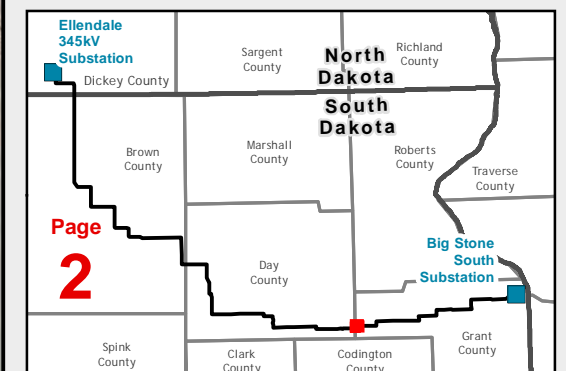 Ellendale
345kV
Substation
Dickey County
Sargent
County
North
Dakota
Richland
County
South
Dakota
Brown
County
Marshall
County
Roberts
County
Traverse
County
Page
2
Day
County
Big Stone
South
Substation
Spink
County
Clark
County
Codington
County
Grant
County